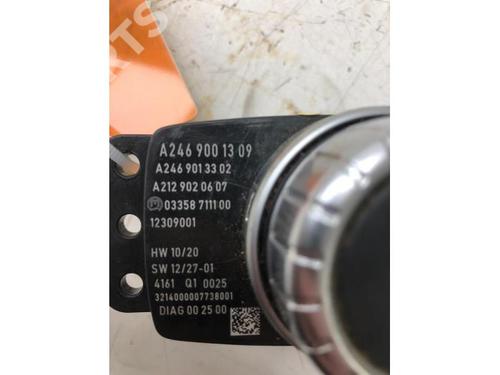 PARTS
A246 900 13 09
A246 901 33 02
A212 902 06 07
03358 7111 00
12309001
HW 10/20
SW 12/27-01
4161 Q1 0025
3214000007738001
DIAG 00 25 00